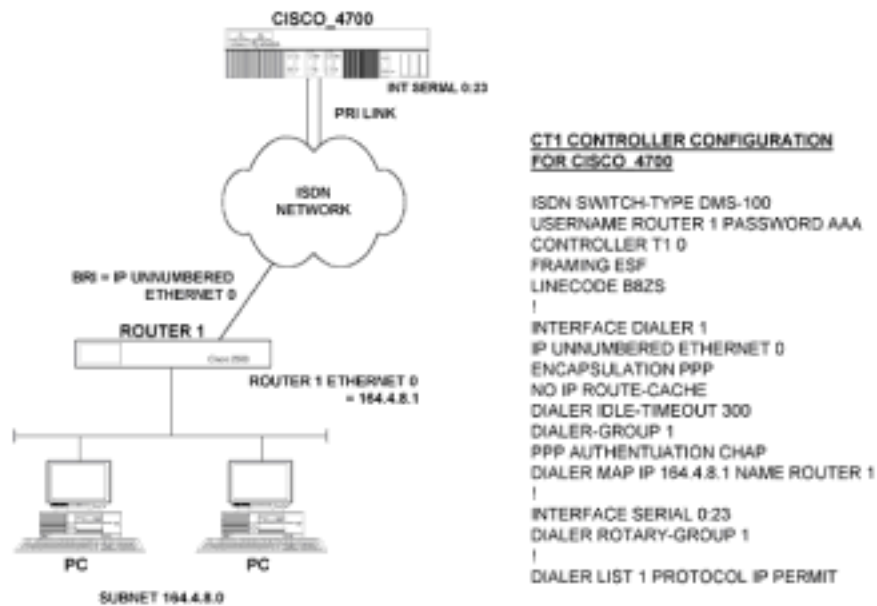 CISCO_4700
INT SERIAL 0:23
PRI LINK
ISDN
NETWORK
BRI = IP UNNUMBERED
ETHERNET 0
ROUTER 1
ROUTER 1 ETHERNET 0
= 164.4.8.1
PC
PC
SUBNET 164.4.8.0
CT1 CONTROLLER CONFIGURATION
FOR CISCO_4700
ISDN SWITCH-TYPE DMS-100
USERNAME ROUTER 1 PASSWORD AAA
CONTROLLER T1 0
FRAMING ESF
LINECODE B8ZS
!
INTERFACE DIALER 1
IP UNNUMBERED ETHERNET 0
ENCAPSULATION PPP
NO IP ROUTE-CACHE
DIALER IDLE-TIMEOUT 300
DIALER-GROUP 1
PPP AUTHENTUATION CHAP
DIALER MAP IP 164.4.8.1 NAME ROUTER 1
!
INTERFACE SERIAL 0:23
DIALER ROTARY-GROUP 1
!
DIALER LIST 1 PROTOCOL IP PERMIT